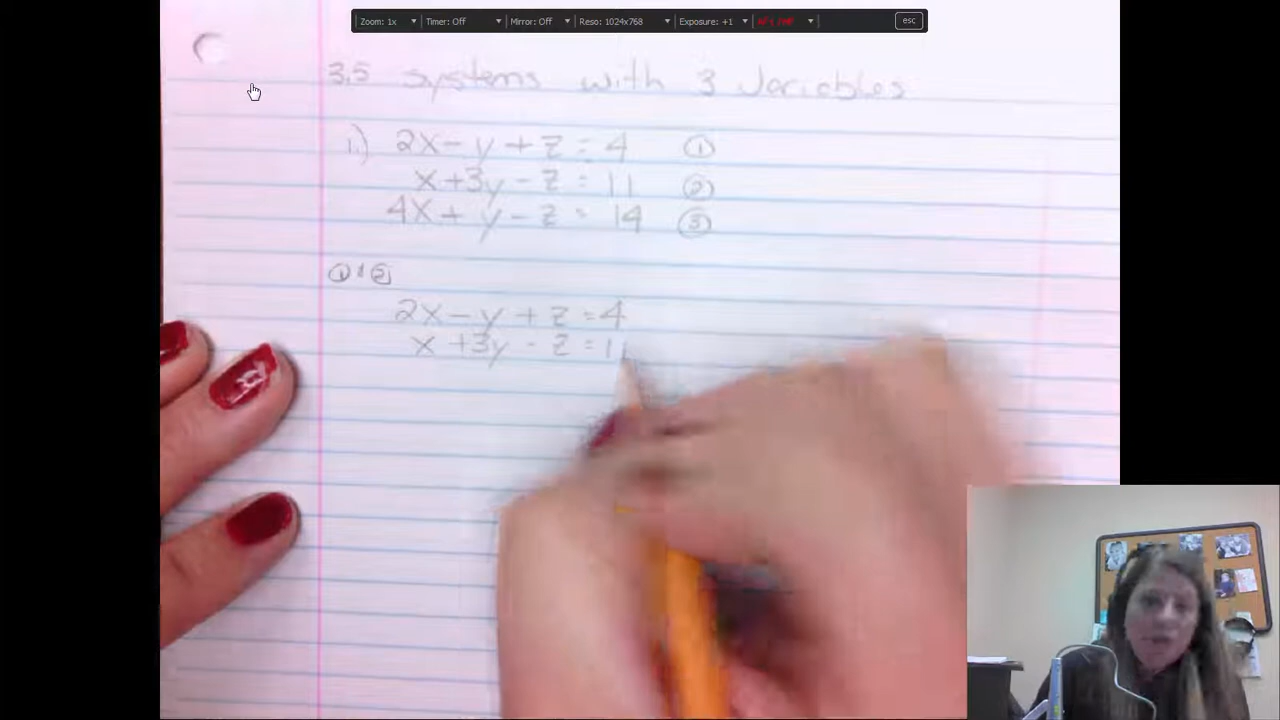 Zoom: 1x Timer: Off Mirror: Off Reso: 1024x768 Exposure: +1 esc
3.5 systems with 3 Variables
1.) 2x - y + z = 4 ①
x + 3y - z = 11 ②
4x + y - z = 14 ③
① & ②
2x - y + z = 4
x + 3y - z = 11